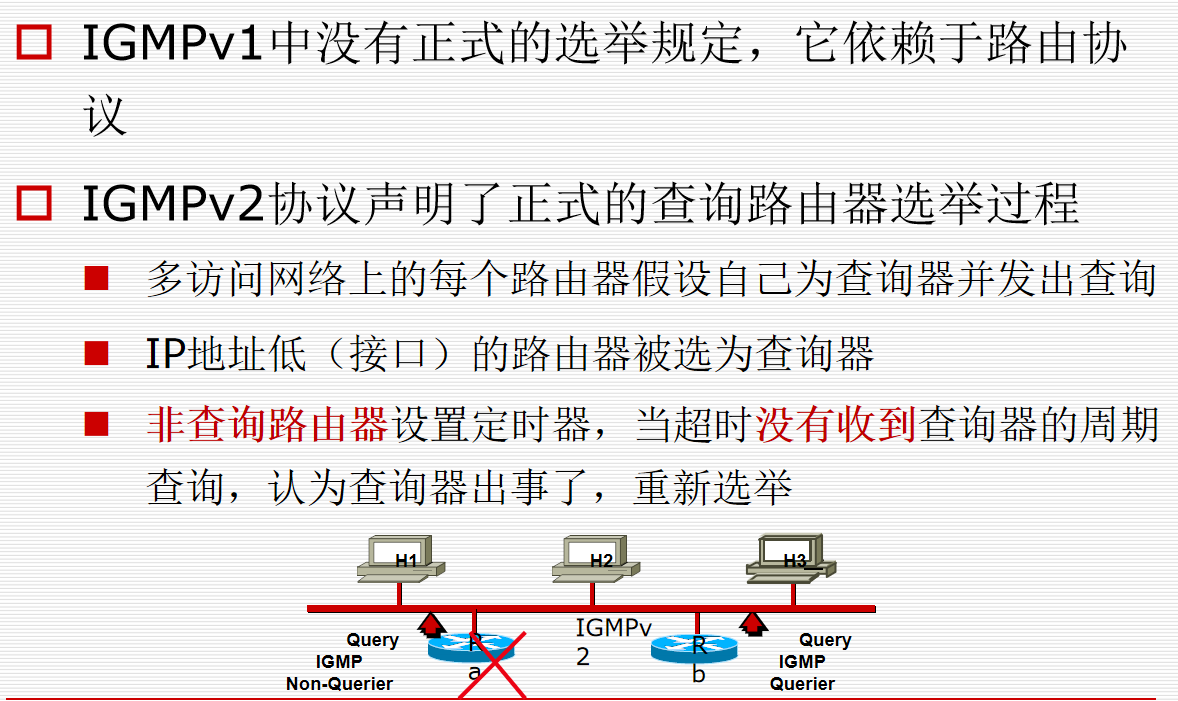 IGMPv1中没有正式的选举规定，它依赖于路由协
议
IGMPv2协议声明了正式的查询路由器选举过程
多访问网络上的每个路由器假设自己为查询器并发出查询
IP地址低（接口）的路由器被选为查询器
非查询路由器设置定时器，当超时没有收到查询器的周期
查询，认为查询器出事了，重新选举
H1
H2
H3
Query
IGMP
Non-Querier
R
a
IGMPv
2
R
b
Query
IGMP
Querier